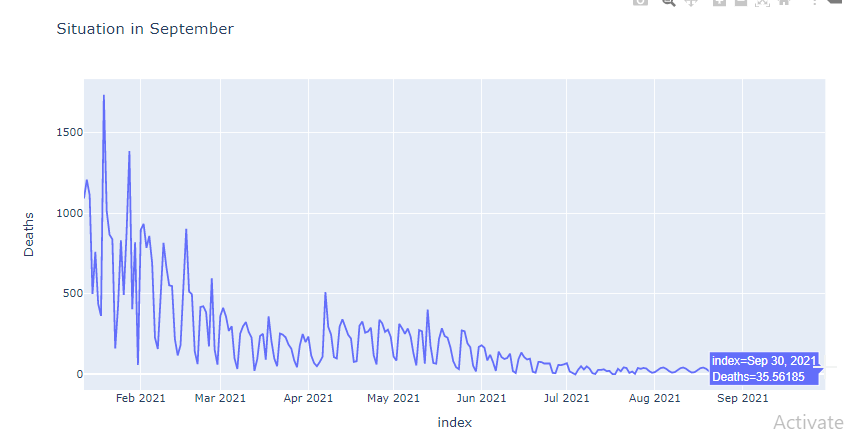 Situation in September
1500
1000
500
0
Deaths
index=Sep 30, 2021
Deaths=35.56185
Feb 2021
Mar 2021
Apr 2021
May 2021
Jun 2021
Jul 2021
Aug 2021
Sep 2021
index
Activate